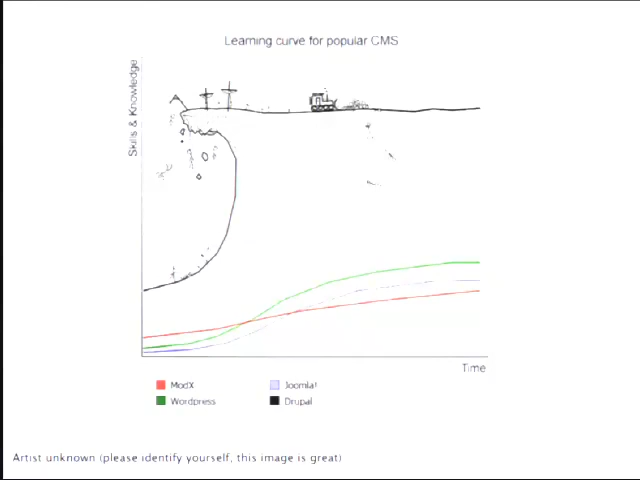 Learning curve for popular CMS
Skills & Knowledge
Time
ModX
Joomla!
Wordpress
Drupal
Artist unknown (please identify yourself, this image is great)